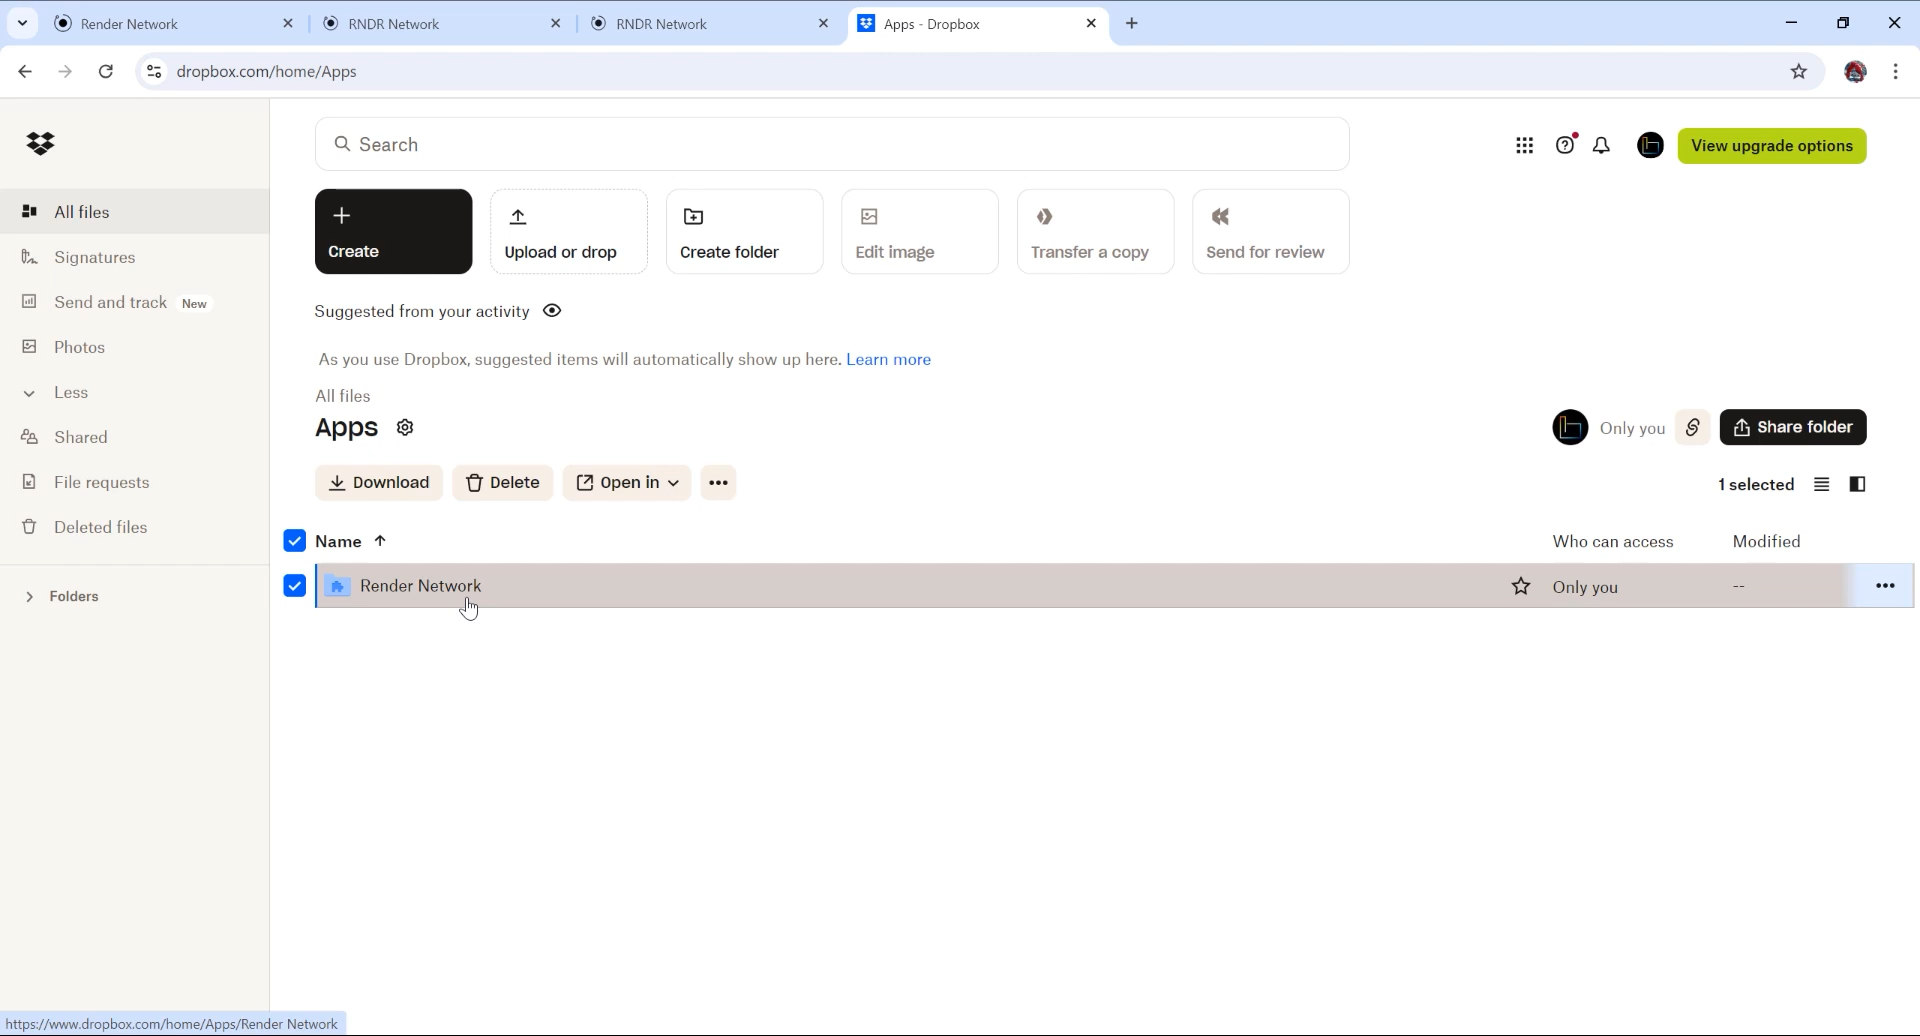 Render Network
RNDR Network
RNDR Network
Apps - Dropbox
dropbox.com/home/Apps
Search
View upgrade options
All files
Signatures
Send and track New
Photos
Less
Shared
File requests
Deleted files
Folders
Create
Upload or drop
Create folder
Edit image
Transfer a copy
Send for review
Suggested from your activity
As you use Dropbox, suggested items will automatically show up here. Learn more
All files
Apps
Only you
Share folder
Download
Delete
Open in
1 selected
Name
Who can access
Modified
Render Network
Only you
--
https://www.dropbox.com/home/Apps/Render Network